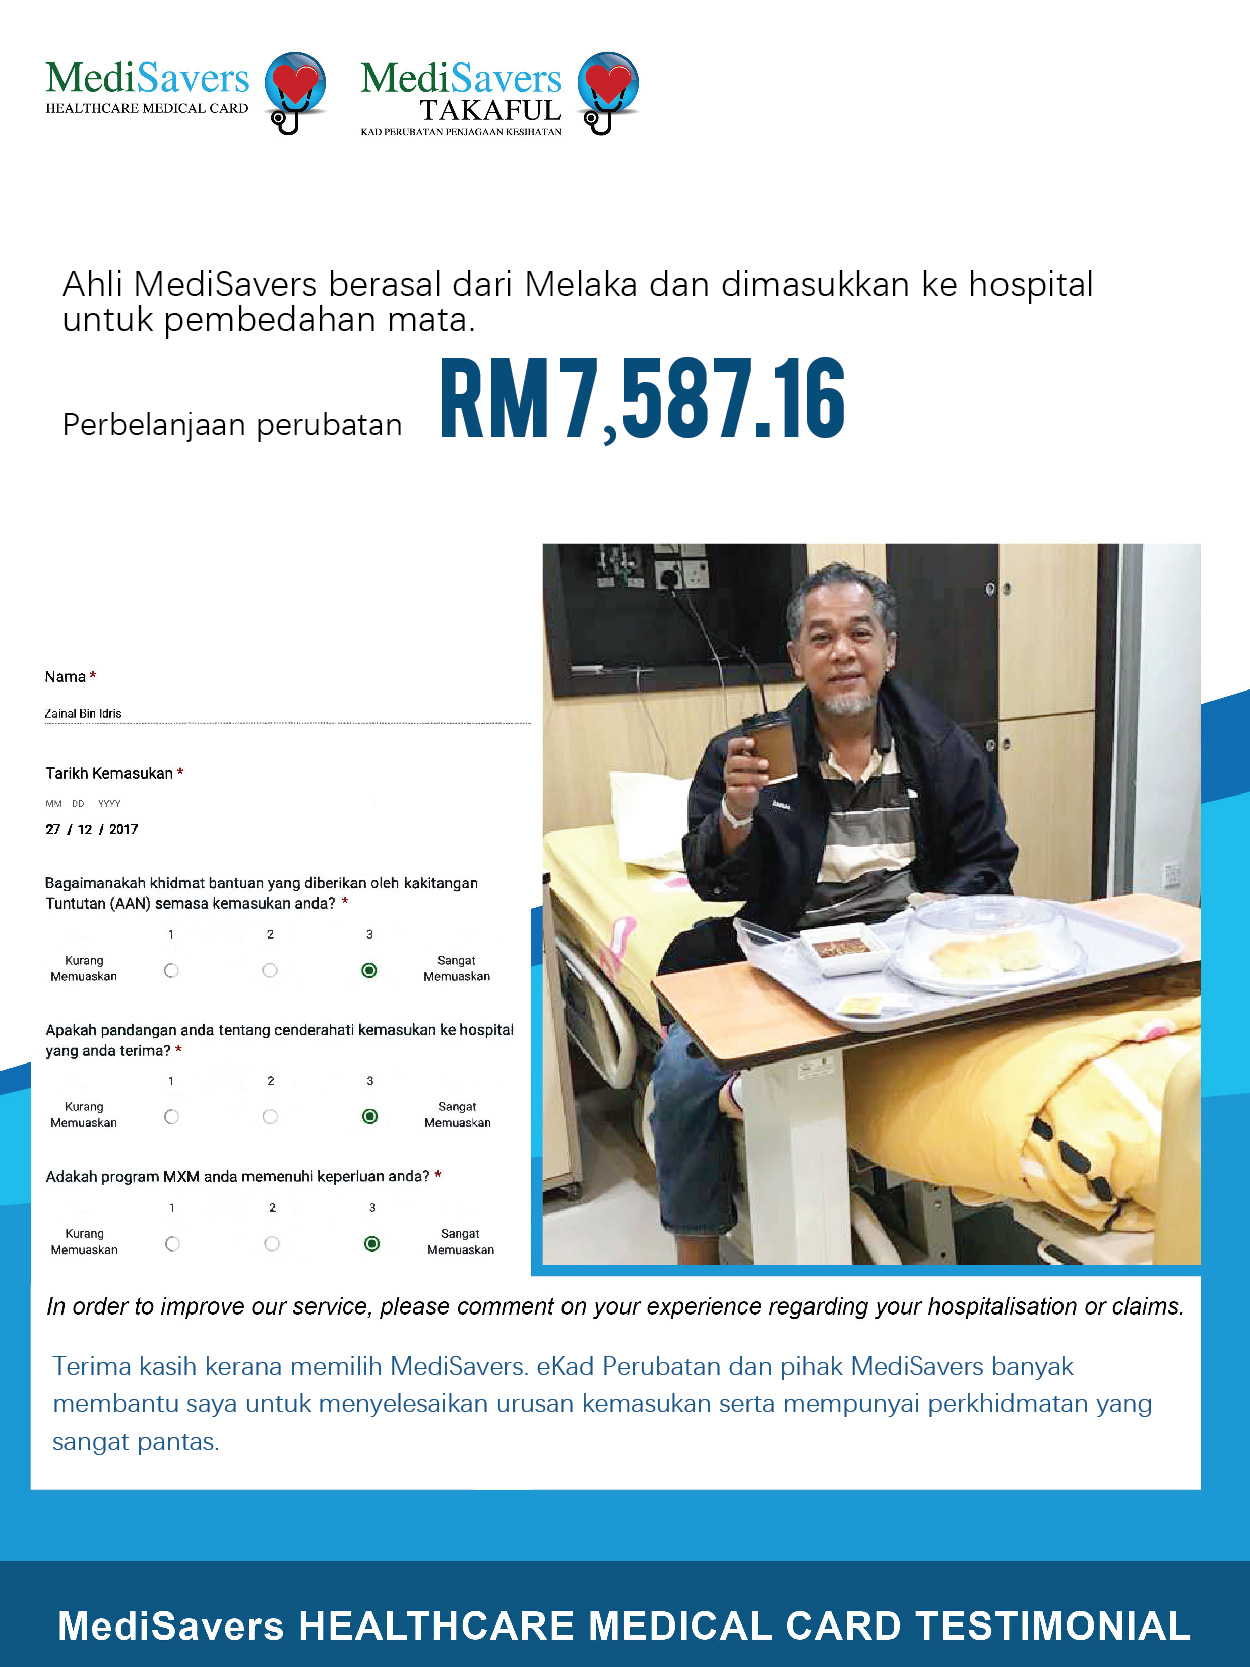 MediSavers
HEALTHCARE MEDICAL CARD
MediSavers
TAKAFUL
KAD PERUBATAN PENJAGAAN KESIHATAN
Ahli MediSavers berasal dari Melaka dan dimasukkan ke hospital
untuk pembedahan mata.
Perbelanjaan perubatan RM7,587.16
Nama *
Zainal Bin Idris
Tarikh Kemasukan *
MM DD YYYY
27 / 12 / 2017
Bagaimanakah khidmat bantuan yang diberikan oleh kakitangan
Tuntutan (AAN) semasa kemasukan anda? *
1 2 3
Kurang Sangat
Memuaskan Memuaskan
Apakah pandangan anda tentang cenderahati kemasukan ke hospital
yang anda terima? *
1 2 3
Kurang Sangat
Memuaskan Memuaskan
Adakah program MXM anda memenuhi keperluan anda? *
1 2 3
Kurang Sangat
Memuaskan Memuaskan
In order to improve our service, please comment on your experience regarding your hospitalisation or claims.
Terima kasih kerana memilih MediSavers. eKad Perubatan dan pihak MediSavers banyak
membantu saya untuk menyelesaikan urusan kemasukan serta mempunyai perkhidmatan yang
sangat pantas.
MediSavers HEALTHCARE MEDICAL CARD TESTIMONIAL